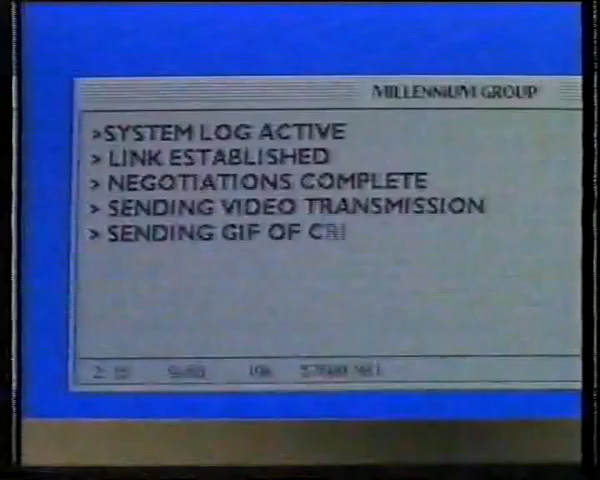 MILLENNIUM GROUP
>SYSTEM LOG ACTIVE
> LINK ESTABLISHED
> NEGOTIATIONS COMPLETE
> SENDING VIDEO TRANSMISSION
> SENDING GIF OF CRI